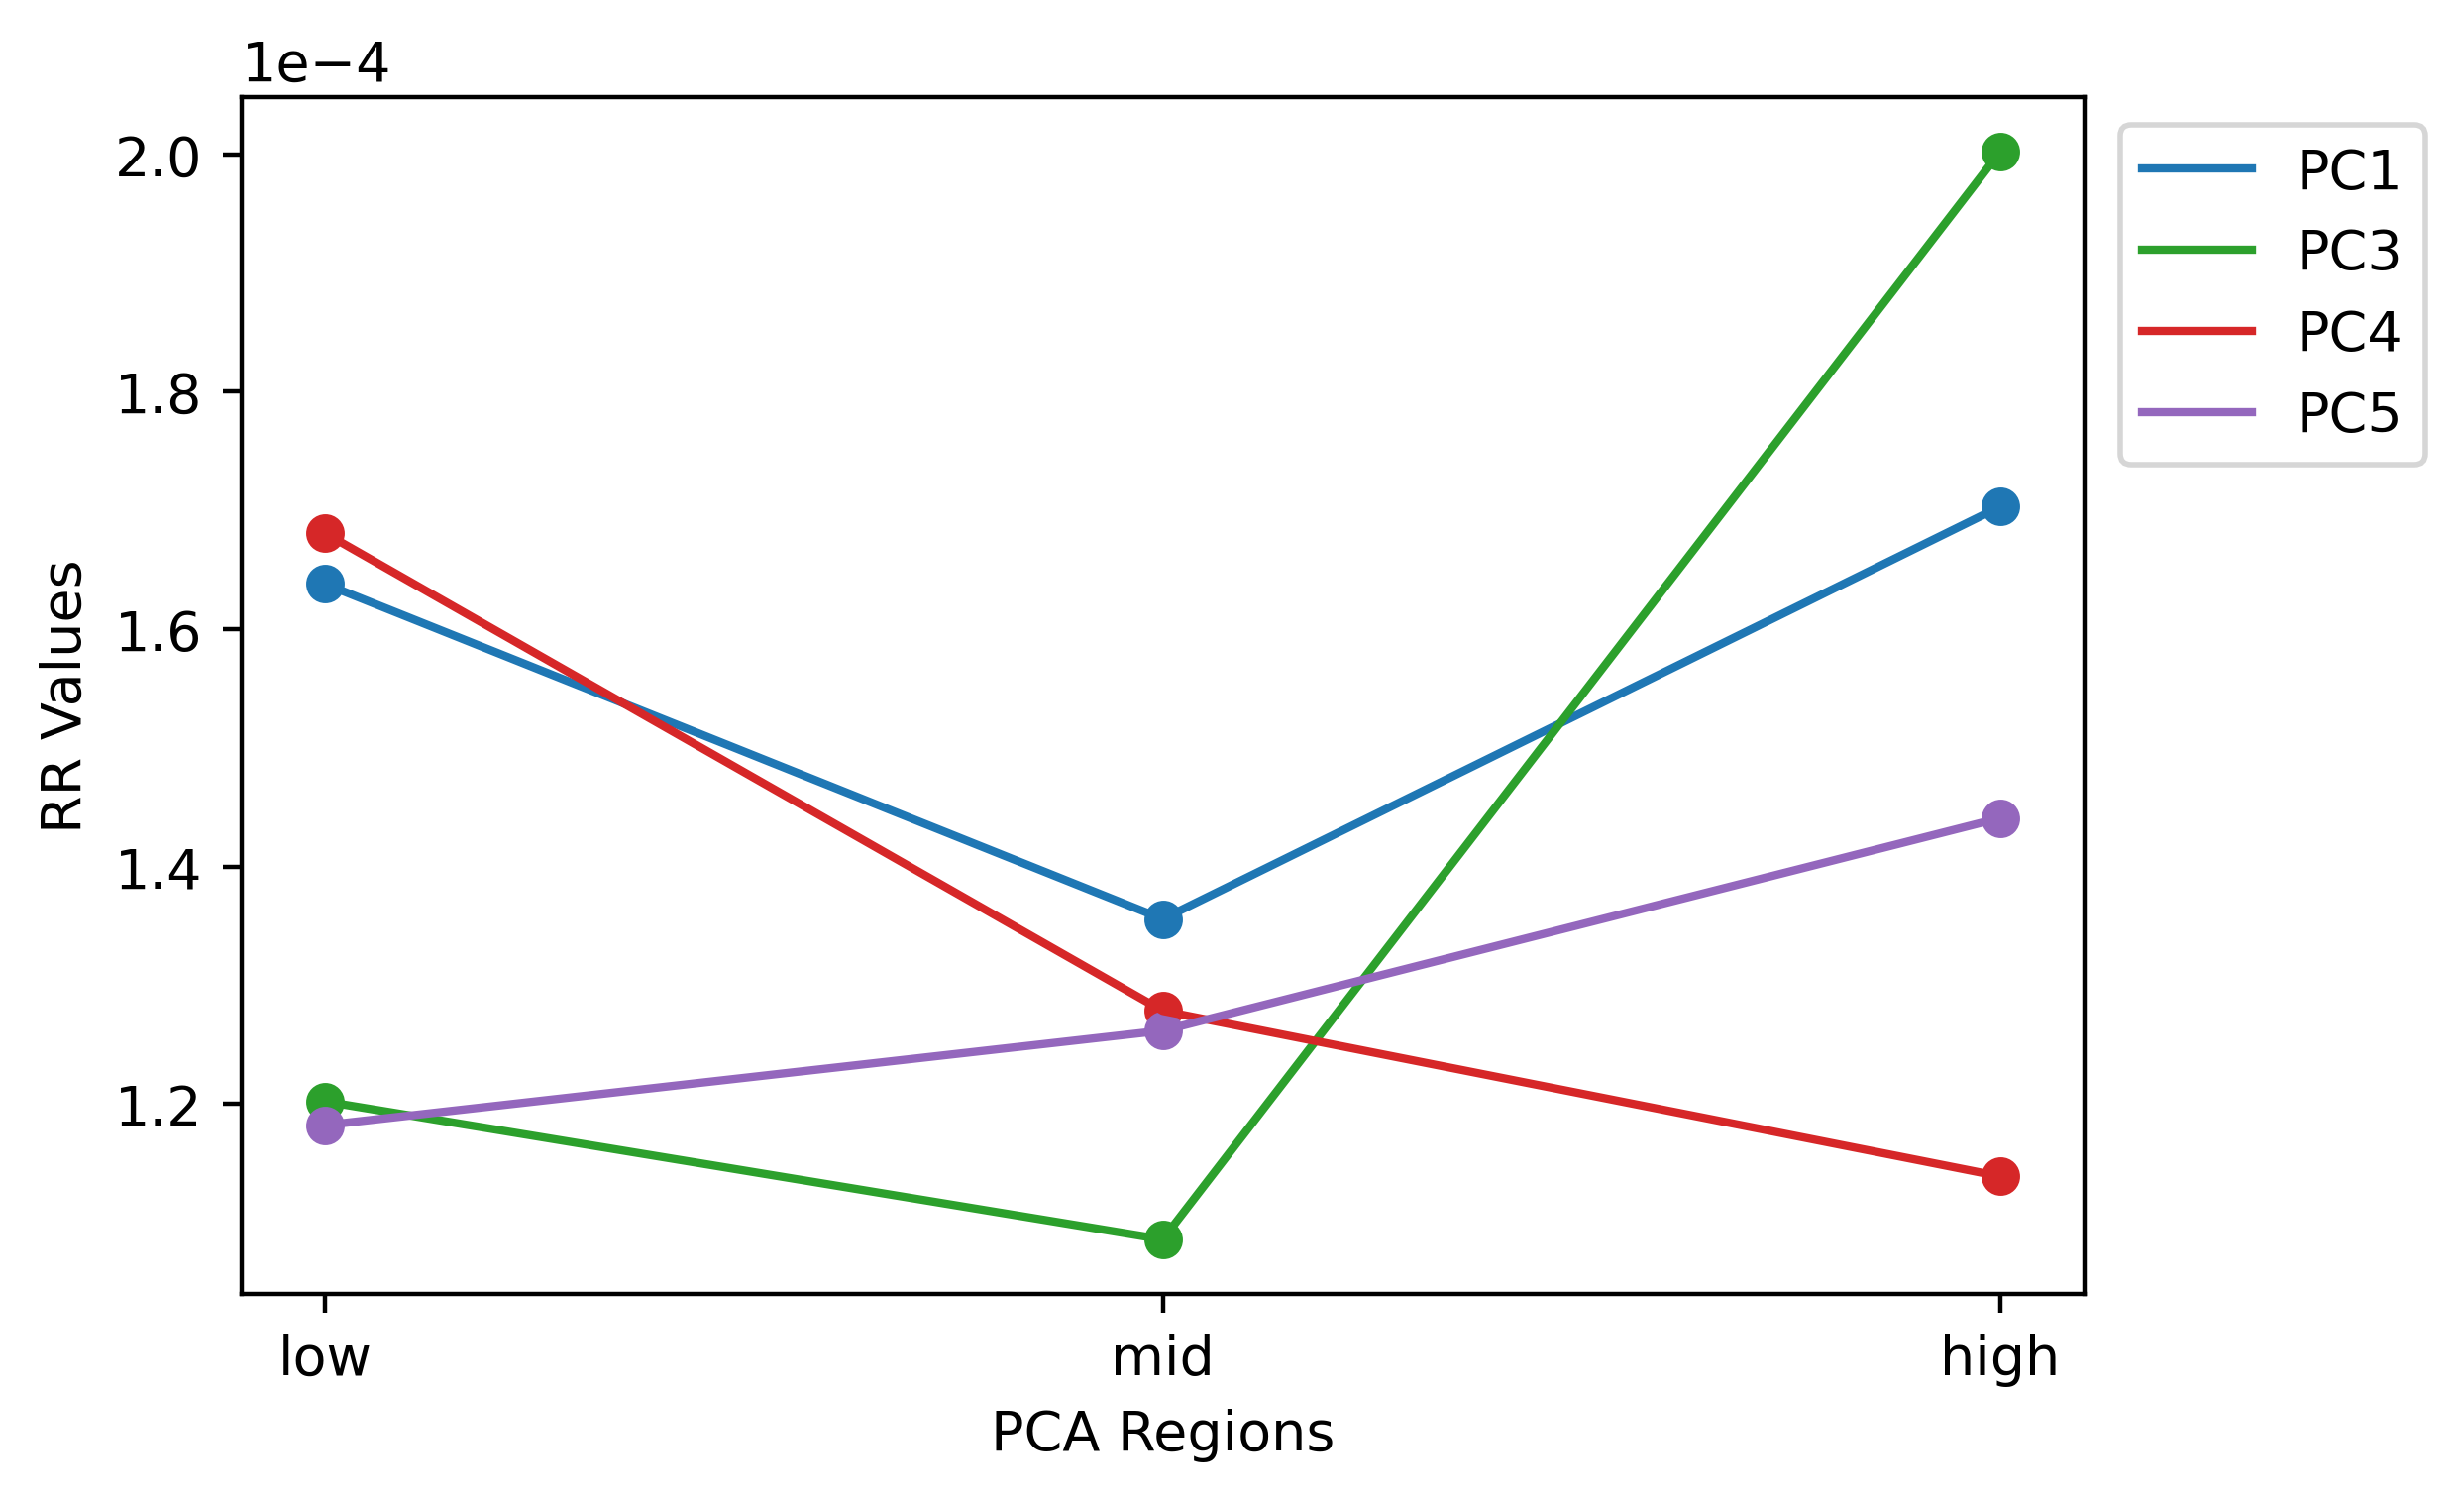 1e−4
2.0
1.8
1.6
1.4
1.2
RR Values
low mid high
PCA Regions
PC1
PC3
PC4
PC5